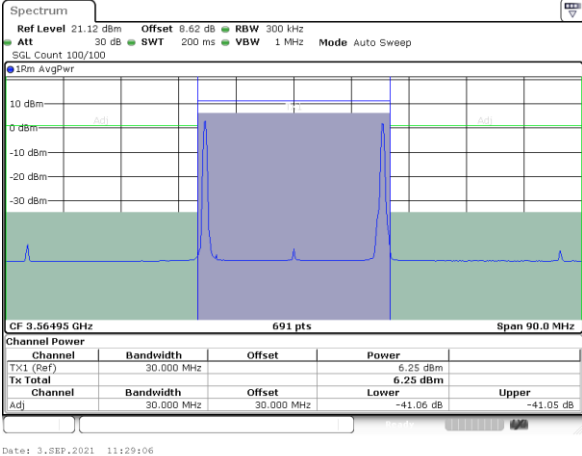 Spectrum
Ref Level 21.12 dBm Offset 8.62 dB RBW 300 kHz
Att 30 dB SWT 200 ms VBW 1 MHz Mode Auto Sweep
SGL Count 100/100
1Rm AvgPwr
10 dBm
Adj Adj
0 dBm
-10 dBm
-20 dBm
-30 dBm
CF 3.56495 GHz 691 pts Span 90.0 MHz
Channel Power
Channel Bandwidth Offset Power
TX1 (Ref) 30.000 MHz 6.25 dBm
Tx Total 6.25 dBm
Channel Bandwidth Offset Lower Upper
Adj 30.000 MHz 30.000 MHz -41.06 dB -41.05 dB
Ready
Date: 3.SEP.2021 11:29:06